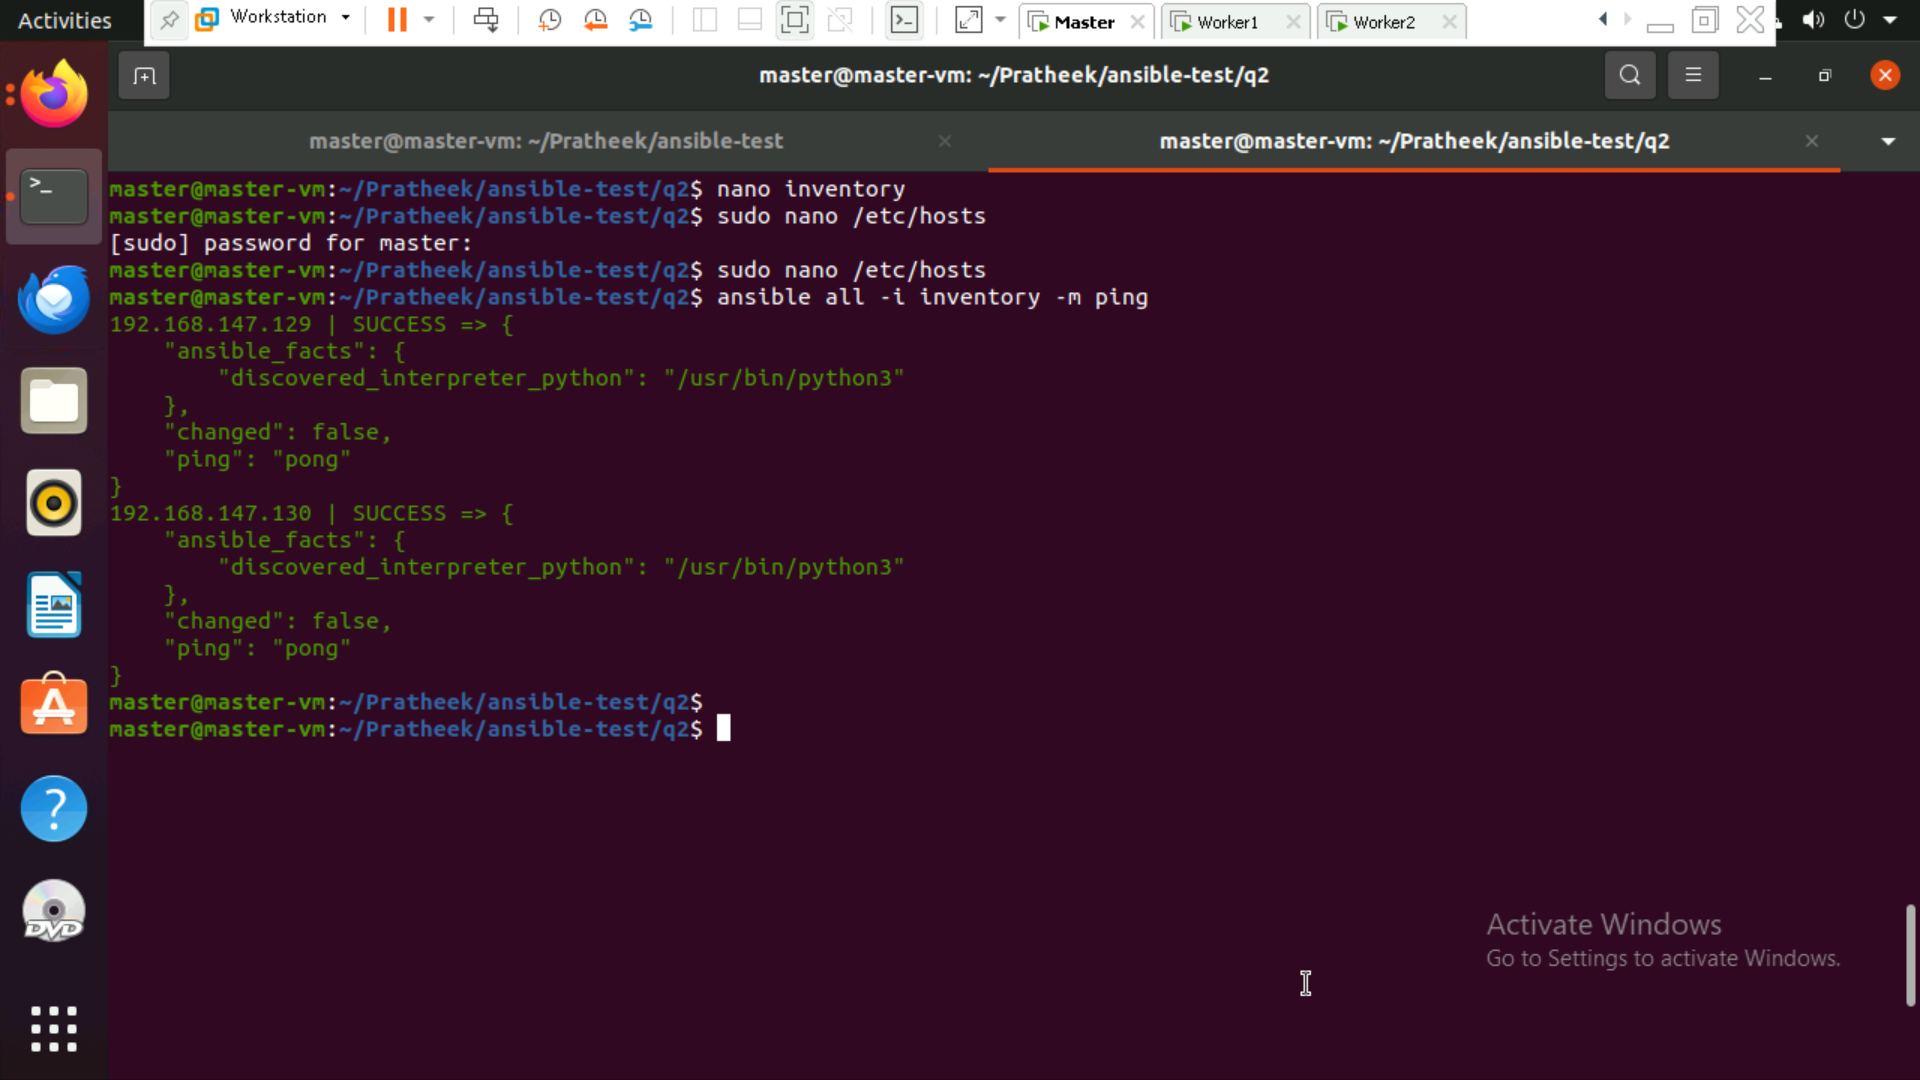 Activities
Workstation
Master
Worker1
Worker2
master@master-vm: ~/Pratheek/ansible-test/q2
master@master-vm: ~/Pratheek/ansible-test
master@master-vm: ~/Pratheek/ansible-test/q2
master@master-vm:~/Pratheek/ansible-test/q2$ nano inventory
master@master-vm:~/Pratheek/ansible-test/q2$ sudo nano /etc/hosts
[sudo] password for master:
master@master-vm:~/Pratheek/ansible-test/q2$ sudo nano /etc/hosts
master@master-vm:~/Pratheek/ansible-test/q2$ ansible all -i inventory -m ping
192.168.147.129 | SUCCESS => {
    "ansible_facts": {
        "discovered_interpreter_python": "/usr/bin/python3"
    },
    "changed": false,
    "ping": "pong"
}
192.168.147.130 | SUCCESS => {
    "ansible_facts": {
        "discovered_interpreter_python": "/usr/bin/python3"
    },
    "changed": false,
    "ping": "pong"
}
master@master-vm:~/Pratheek/ansible-test/q2$
master@master-vm:~/Pratheek/ansible-test/q2$
DVD
Activate Windows
Go to Settings to activate Windows.